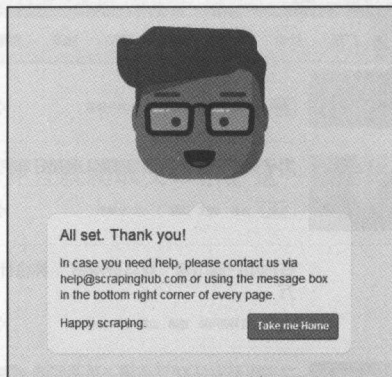 All set. Thank you!
In case you need help, please contact us via
help@scrapinghub.com or using the message box
in the bottom right corner of every page.
Happy scraping.
Take me Home